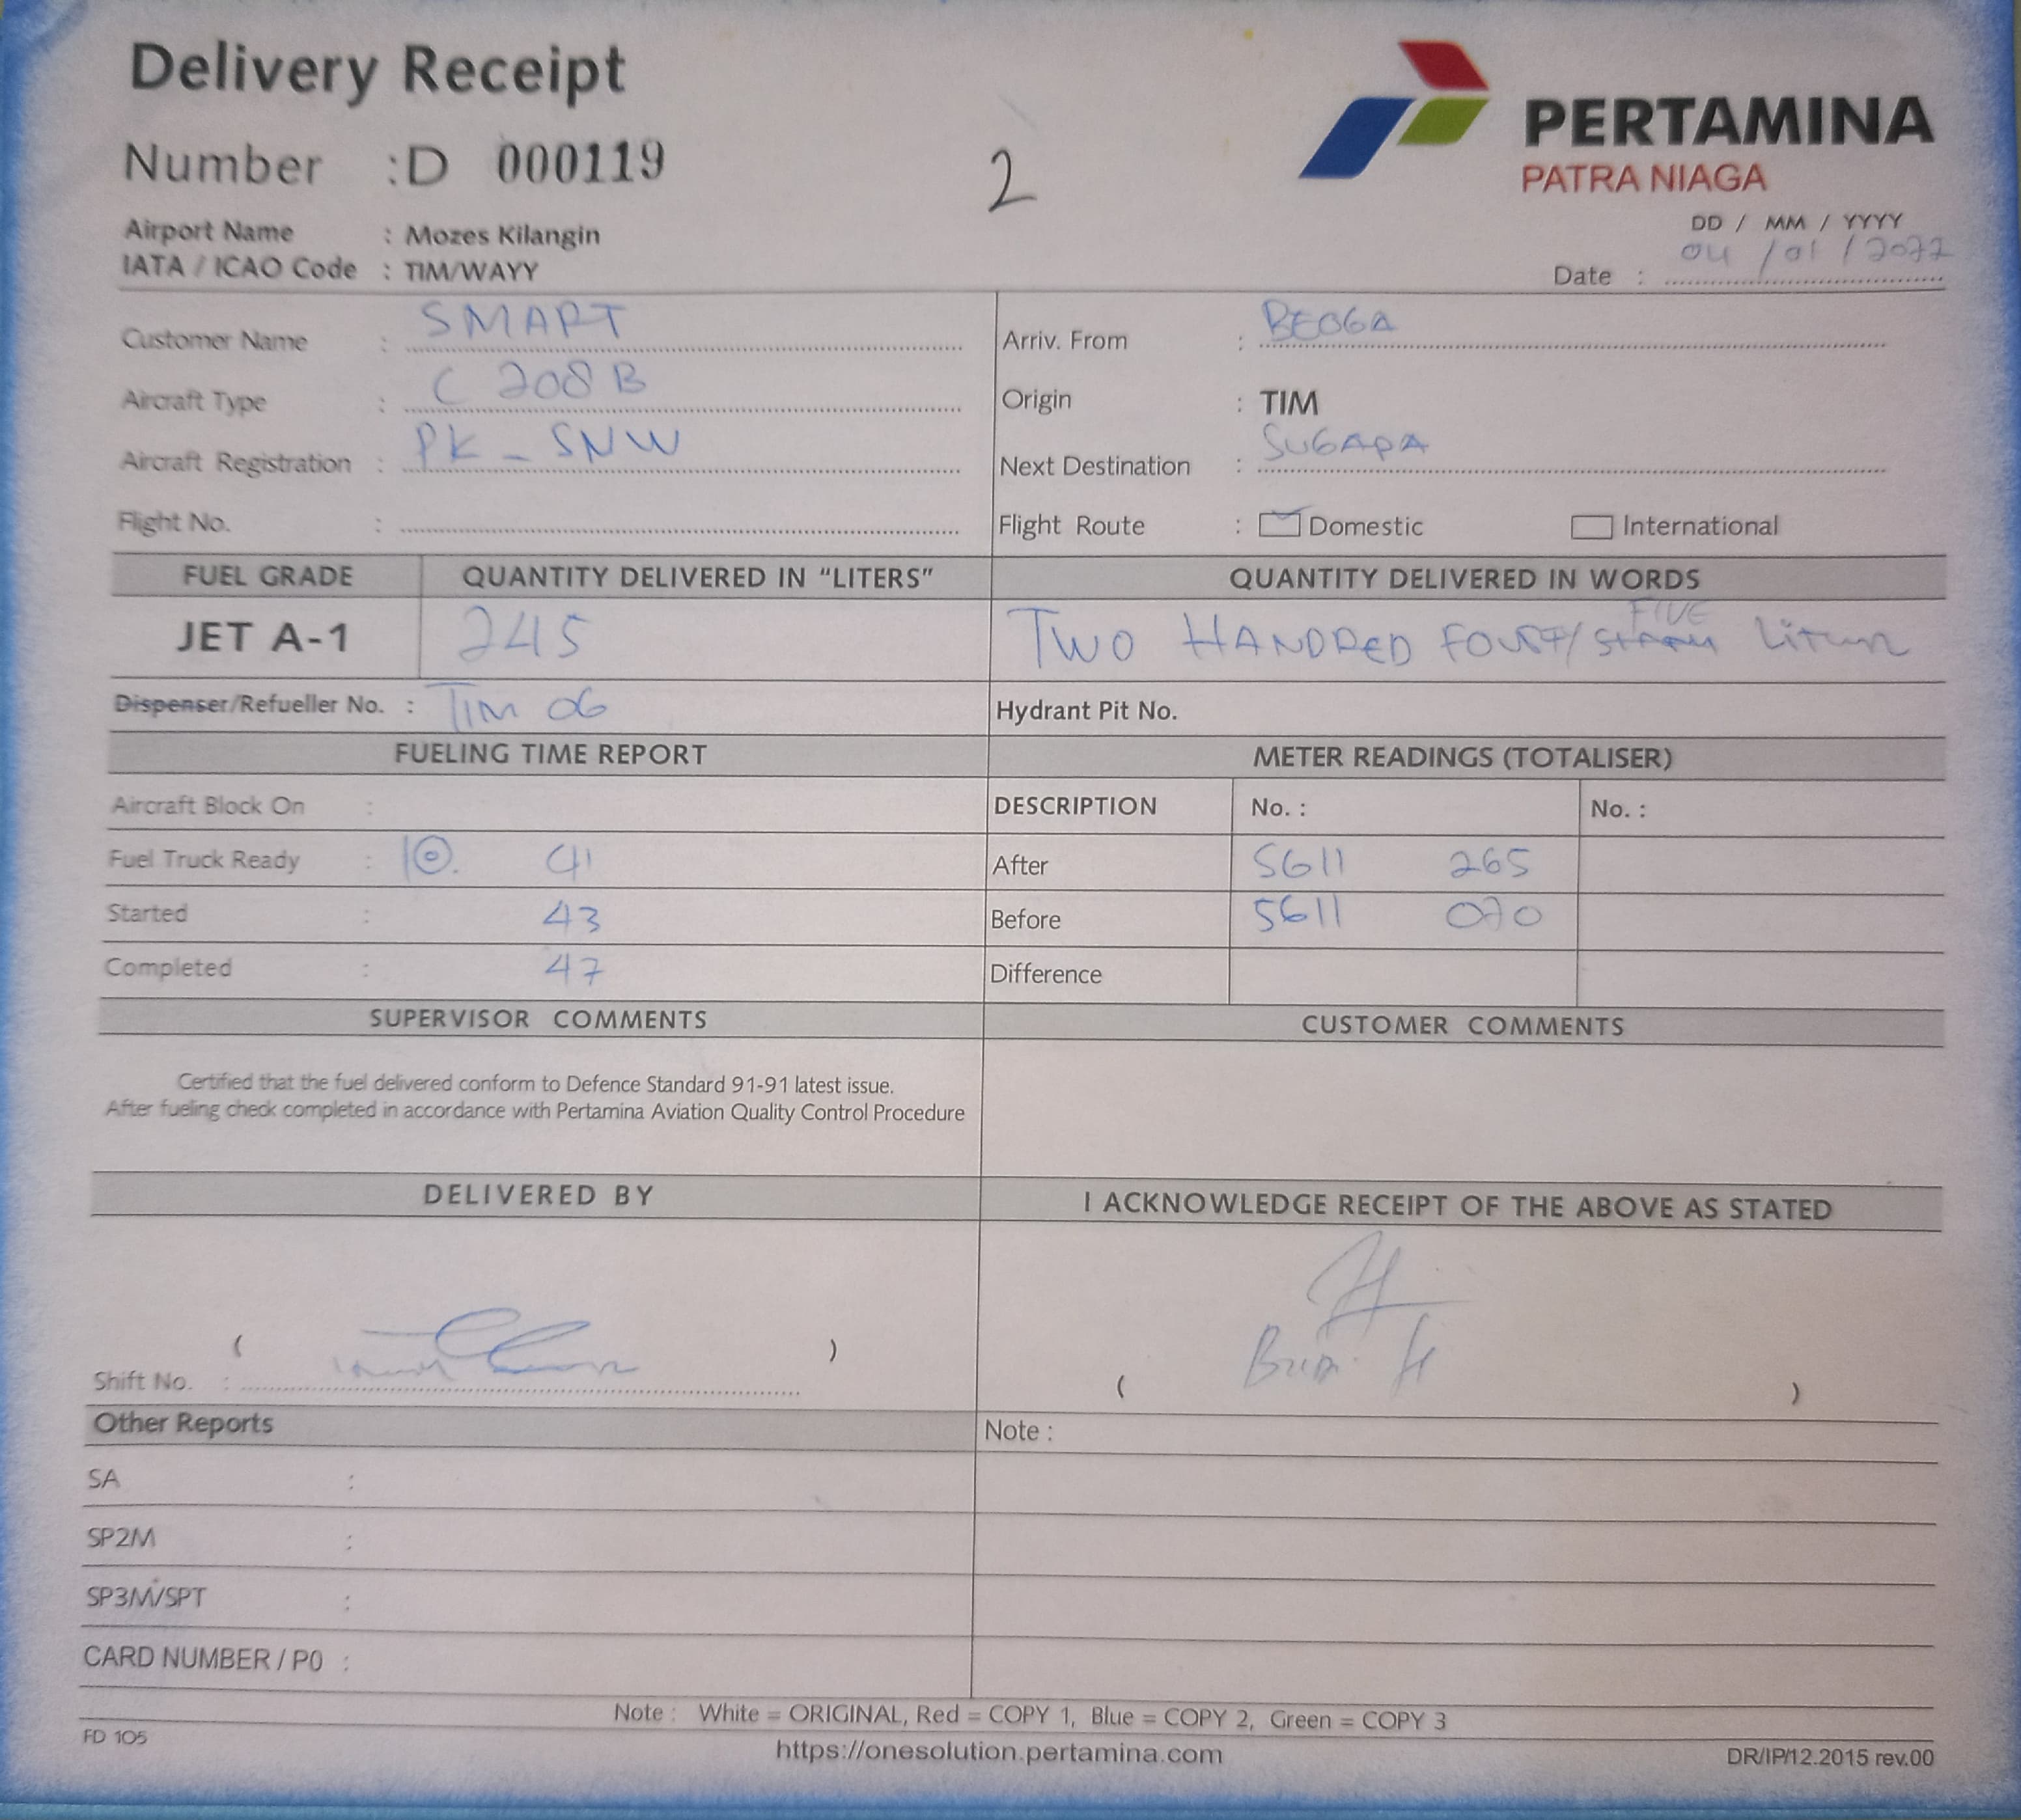 Delivery Receipt
PERTAMINA
PATRA NIAGA
Number : D 000119
2
DD / MM / YYYY
Airport Name : Mozes Kilangin
IATA / ICAO Code : TIM/WAYY
Date : 04 / 01 / 2022
Customer Name : SMART
Arriv. From : BEOGA
Aircraft Type : C 208 B
Origin : TIM
Aircraft Registration : PK - SNW
Next Destination : SUGAPA
Flight No. :
Flight Route : Domestic International
FUEL GRADE QUANTITY DELIVERED IN "LITERS" QUANTITY DELIVERED IN WORDS
FIVE
JET A-1 245 TWO HANDRED
Dispenser/Refueller No. : TIM 06 Hydrant Pit No.
FUELING TIME REPORT METER READINGS (TOTALISER)
Aircraft Block On : DESCRIPTION No. : No. :
Fuel Truck Ready : 10. 41 After 5611 265
Started : 43 Before 5611 070
Completed : 47 Difference
SUPERVISOR COMMENTS CUSTOMER COMMENTS
Certified that the fuel delivered conform to Defence Standard 91-91 latest issue.
After fueling check completed in accordance with Pertamina Aviation Quality Control Procedure
DELIVERED BY I ACKNOWLEDGE RECEIPT OF THE ABOVE AS STATED
( )
Shift No. :
( )
Other Reports Note :
SA :
SP2M :
SP3M/SPT :
CARD NUMBER / P0 :
Note : White = ORIGINAL, Red = COPY 1, Blue = COPY 2, Green = COPY 3
FD 105
https://onesolution.pertamina.com
DR/IP/12.2015 rev.00